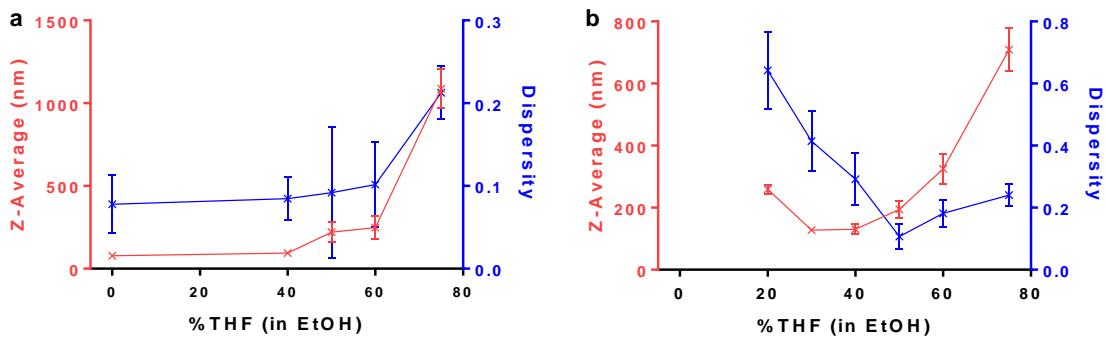 a
1500
1000
500
0
Z-Average (nm)
0.3
0.2
0.1
0.0
Dispersity
0 20 40 60 80
%THF (in EtOH)
b
800
600
400
200
0
Z-Average (nm)
0.8
0.6
0.4
0.2
0.0
Dispersity
0 20 40 60 80
%THF (in EtOH)